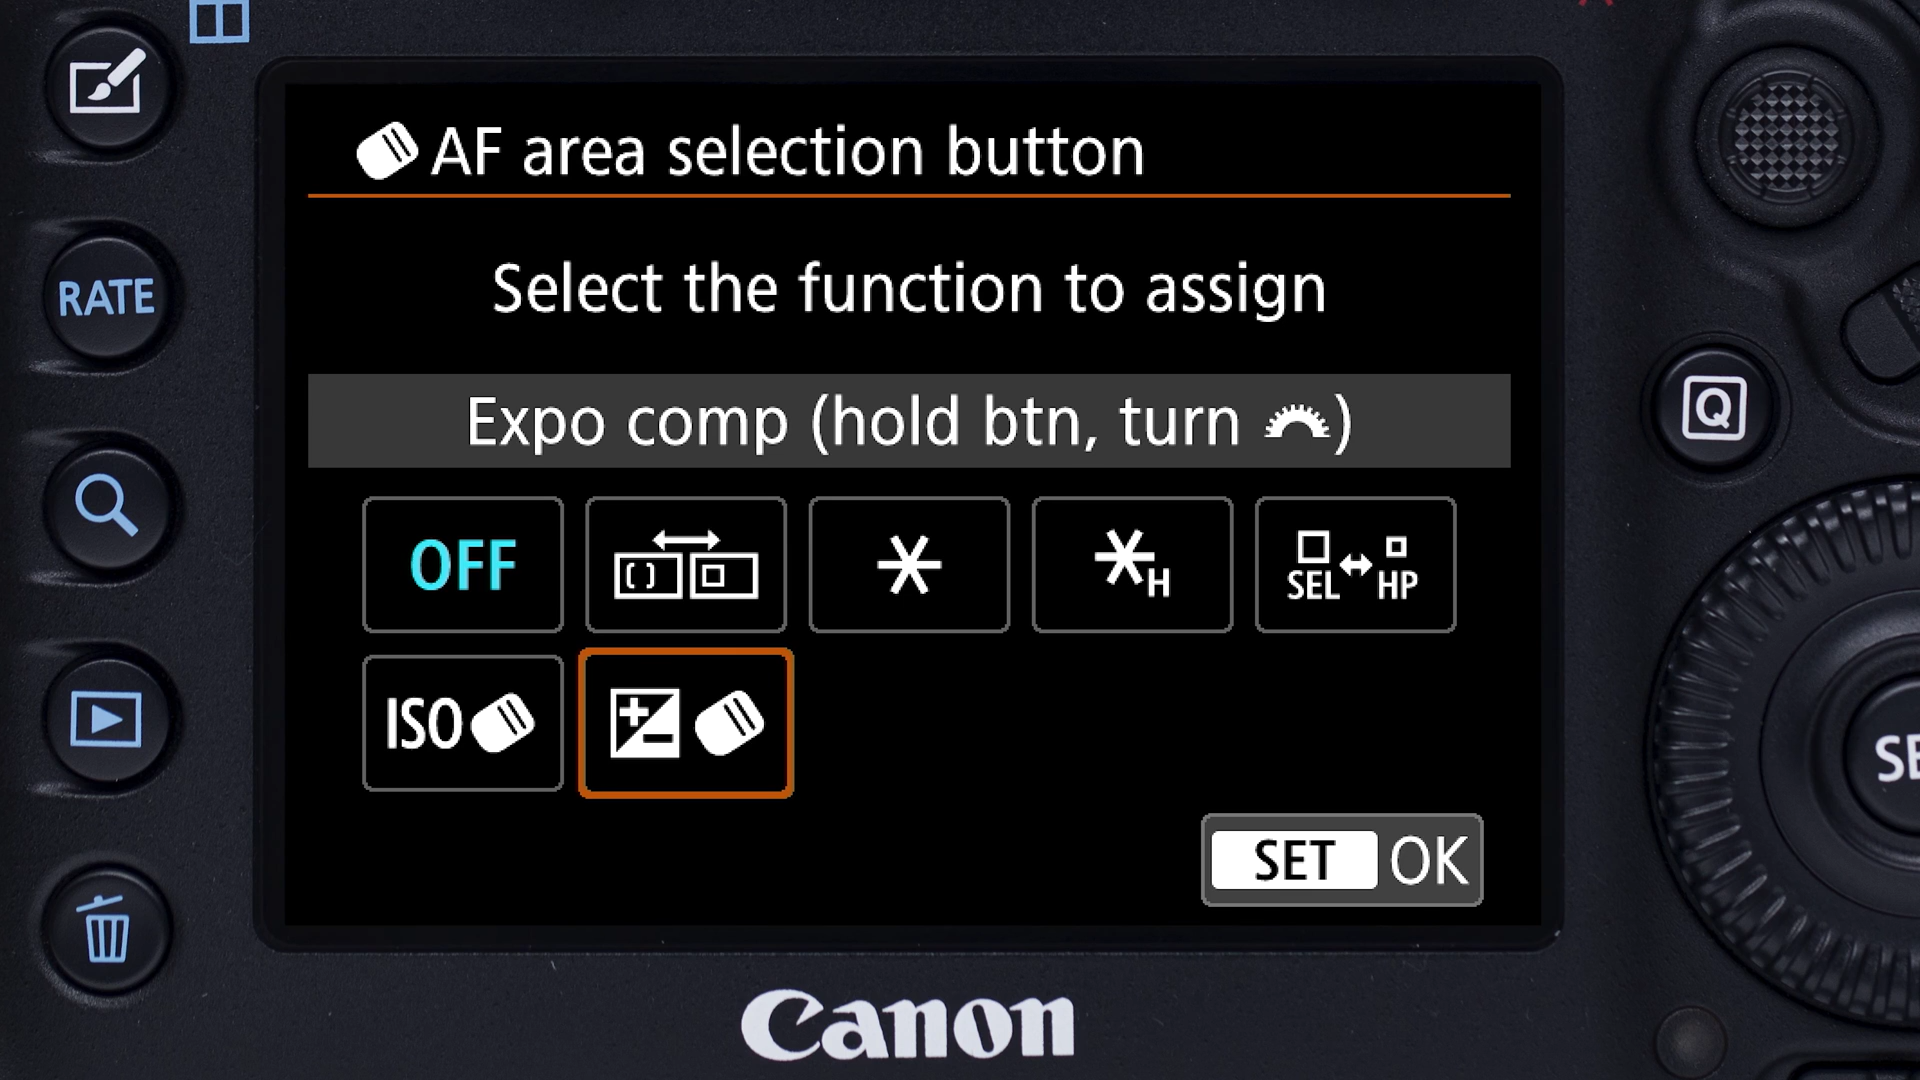 AF area selection button
Select the function to assign
Expo comp (hold btn, turn )
OFF
SEL HP
H
ISO
SET OK
RATE
Q
SE
Canon